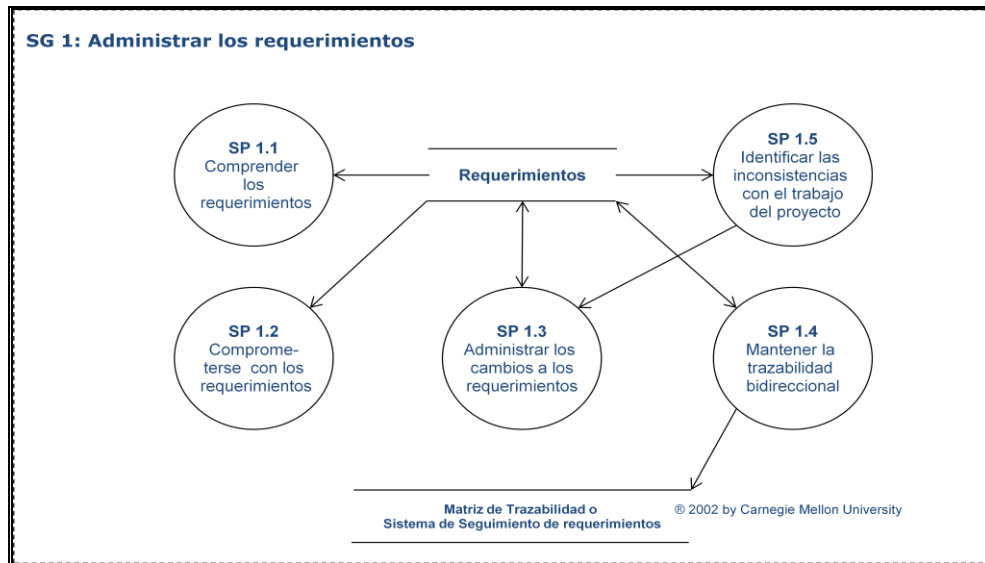 SG 1: Administrar los requerimientos
SP 1.1
Comprender
los
requerimientos
Requerimientos
SP 1.5
Identificar las
inconsistencias
con el trabajo
del proyecto
SP 1.2
Comprome-
terse con los
requerimientos
SP 1.3
Administrar los
cambios a los
requerimientos
SP 1.4
Mantener la
trazabilidad
bidireccional
Matriz de Trazabilidad o
Sistema de Seguimiento de requerimientos
® 2002 by Carnegie Mellon University